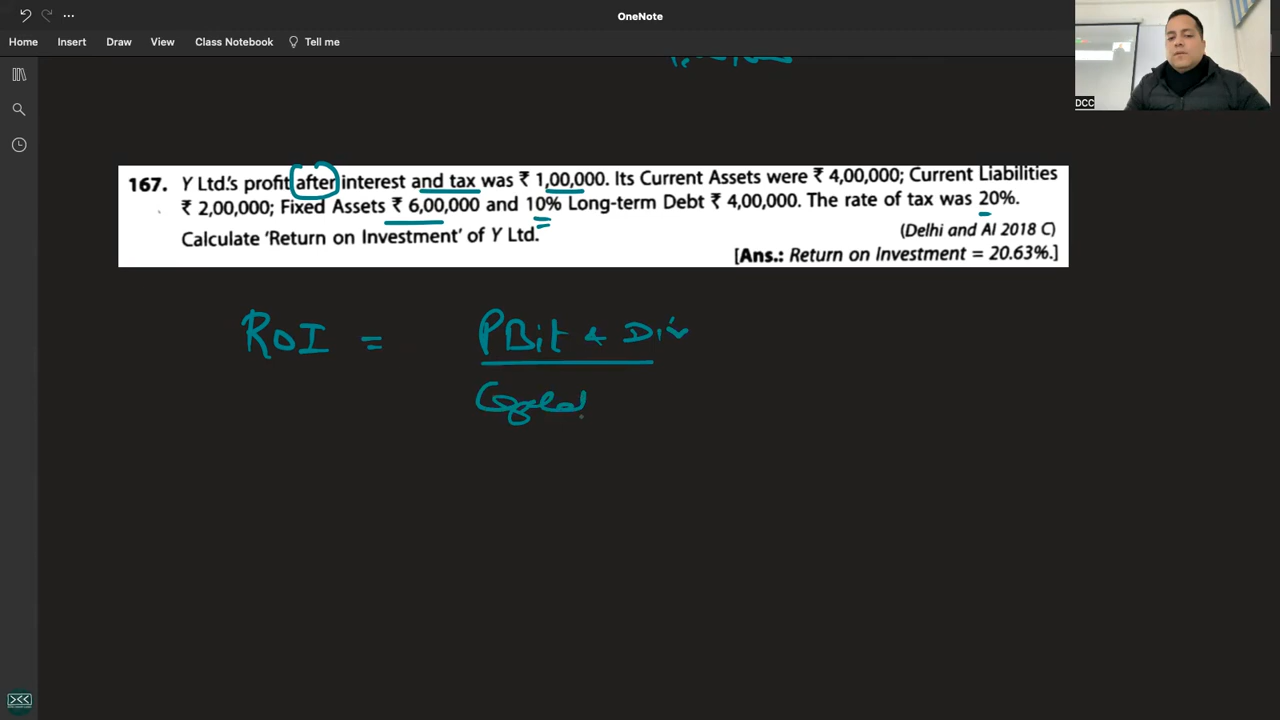 OneNote
Home Insert Draw View Class Notebook Tell me
DCC
167. Y Ltd.'s profit after interest and tax was ₹ 1,00,000. Its Current Assets were ₹ 4,00,000; Current Liabilities
₹ 2,00,000; Fixed Assets ₹ 6,00,000 and 10% Long-term Debt ₹ 4,00,000. The rate of tax was 20%.
Calculate 'Return on Investment' of Y Ltd.
(Delhi and AI 2018 C)
[Ans.: Return on Investment = 20.63%.]
ROI = PBit & Div
DCC